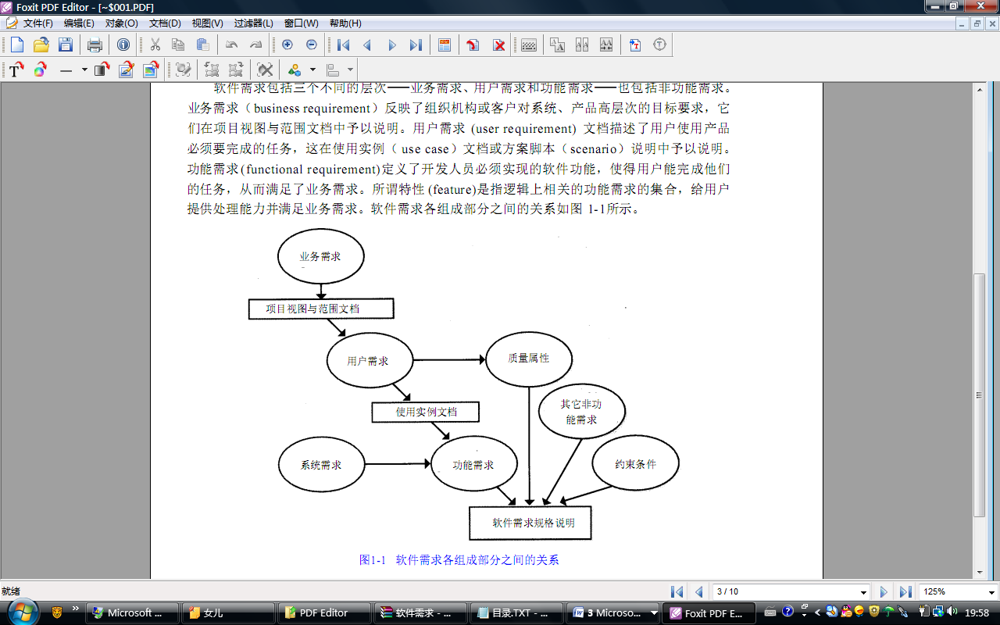 Foxit PDF Editor - [~$001.PDF]
文件(F) 编辑(E) 对象(O) 文档(D) 视图(V) 过滤器(L) 窗口(W) 帮助(H)
软件需求包括三个不同的层次——业务需求、用户需求和功能需求——也包括非功能需求。
业务需求（business requirement）反映了组织机构或客户对系统、产品高层次的目标要求，它
们在项目视图与范围文档中予以说明。用户需求 (user requirement) 文档描述了用户使用产品
必须要完成的任务，这在使用实例（ use case）文档或方案脚本（scenario）说明中予以说明。
功能需求(functional requirement)定义了开发人员必须实现的软件功能，使得用户能完成他们
的任务，从而满足了业务需求。所谓特性 (feature)是指逻辑上相关的功能需求的集合，给用户
提供处理能力并满足业务需求。软件需求各组成部分之间的关系如图 1-1所示。
业务需求
项目视图与范围文档
用户需求
质量属性
其它非功
能需求
使用实例文档
系统需求
功能需求
约束条件
软件需求规格说明
图1-1 软件需求各组成部分之间的关系
就绪
3 / 10
125%
Microsoft ...
女儿
PDF Editor
软件需求 - ...
目录.TXT - ...
3 Microso...
Foxit PDF E...
19:58